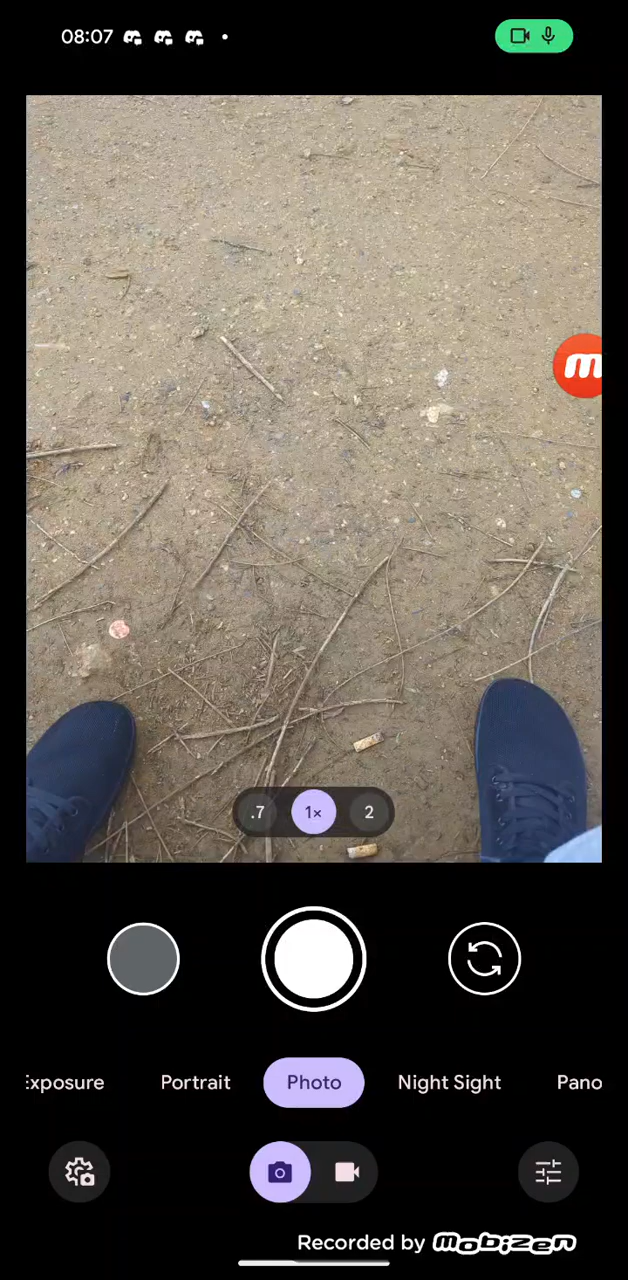 08:07
m
.7 1× 2
Exposure Portrait Photo Night Sight Pano
Recorded by mobizen